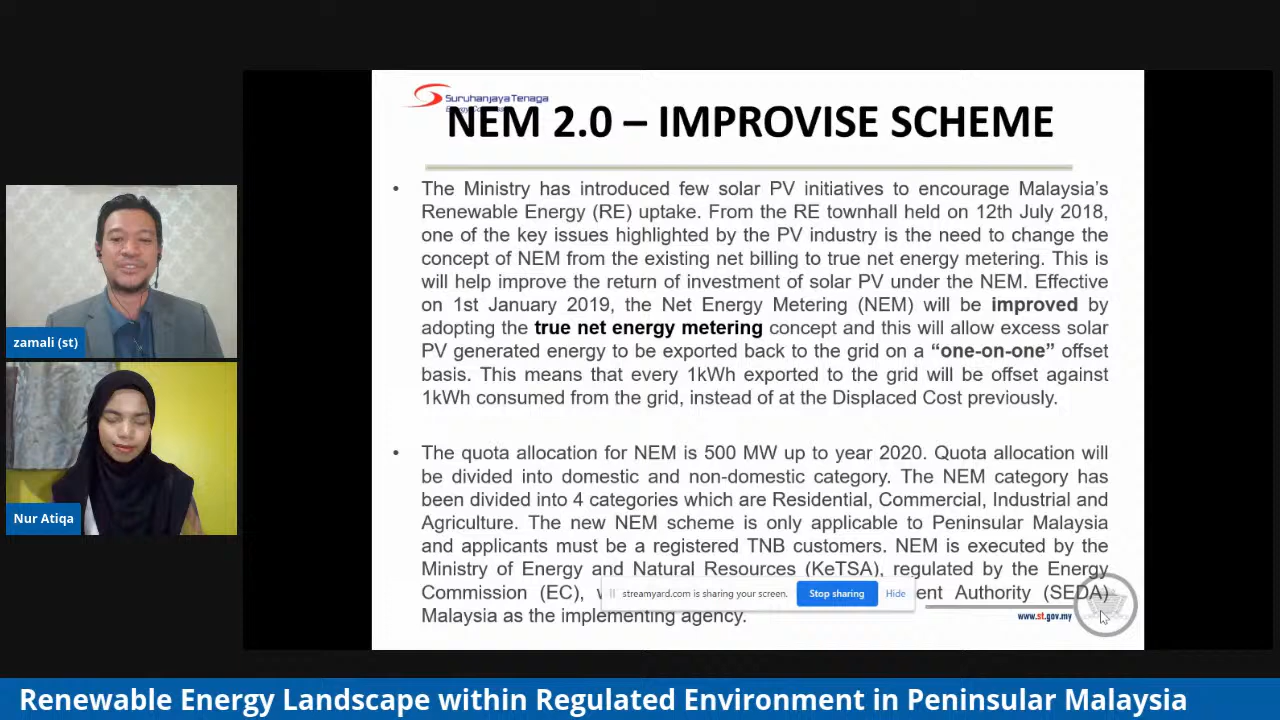 Suruhanjaya Tenaga
NEM 2.0 – IMPROVISE SCHEME
• The Ministry has introduced few solar PV initiatives to encourage Malaysia's
Renewable Energy (RE) uptake. From the RE townhall held on 12th July 2018,
one of the key issues highlighted by the PV industry is the need to change the
concept of NEM from the existing net billing to true net energy metering. This is
will help improve the return of investment of solar PV under the NEM. Effective
on 1st January 2019, the Net Energy Metering (NEM) will be improved by
adopting the true net energy metering concept and this will allow excess solar
PV generated energy to be exported back to the grid on a “one-on-one” offset
basis. This means that every 1kWh exported to the grid will be offset against
1kWh consumed from the grid, instead of at the Displaced Cost previously.
• The quota allocation for NEM is 500 MW up to year 2020. Quota allocation will
be divided into domestic and non-domestic category. The NEM category has
been divided into 4 categories which are Residential, Commercial, Industrial and
Agriculture. The new NEM scheme is only applicable to Peninsular Malaysia
and applicants must be a registered TNB customers. NEM is executed by the
Ministry of Energy and Natural Resources (KeTSA), regulated by the Energy
Commission (EC), ent Authority (SEDA)
Malaysia as the implementing agency.
streamyard.com is sharing your screen. Stop sharing Hide
www.st.gov.my
zamali (st)
Nur Atiqa
Renewable Energy Landscape within Regulated Environment in Peninsular Malaysia